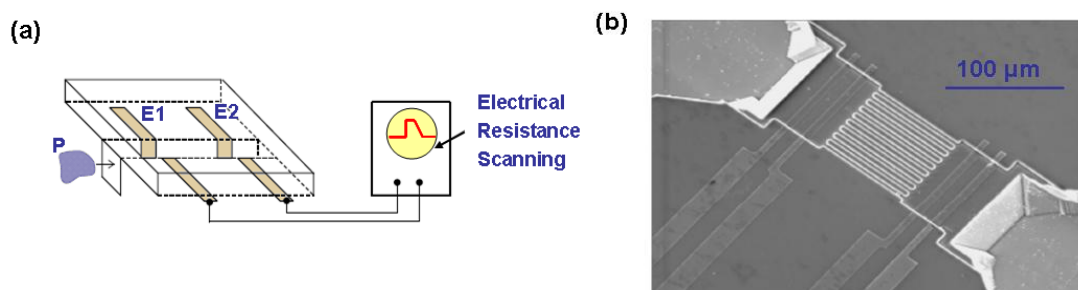 (a)
E1
E2
P
Electrical
Resistance
Scanning
(b)
100 µm